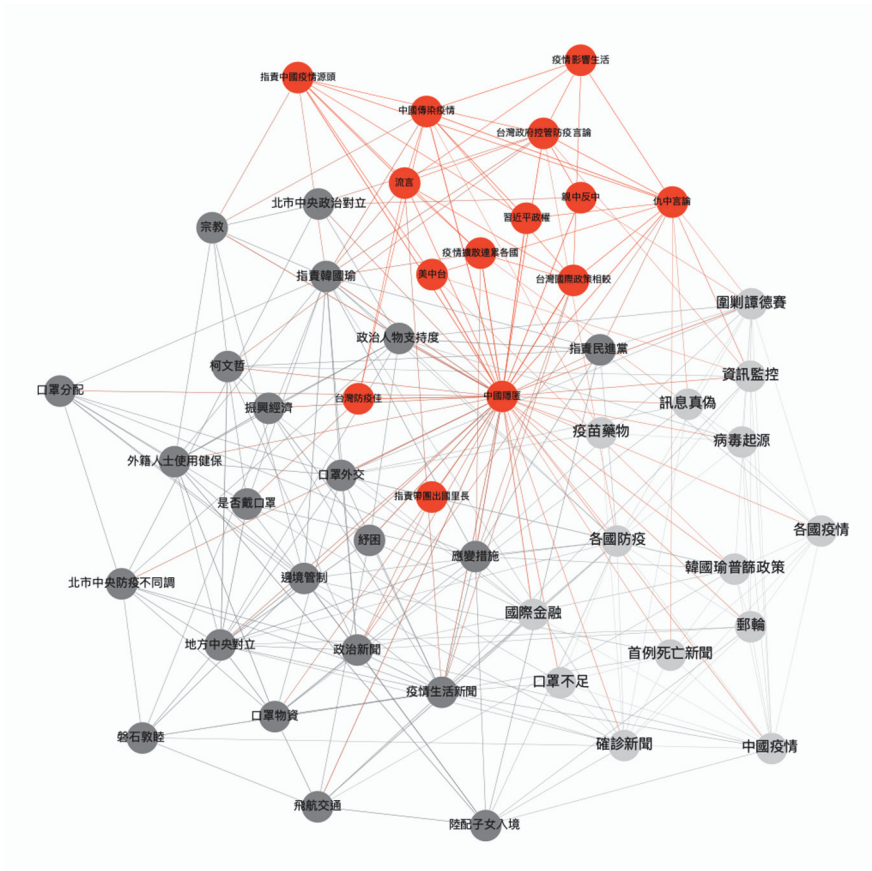 疫情影響生活
指責中國疫情源頭
中國傳染疫情
台灣政府控管防疫言論
流言
親中反中
仇中言論
北市中央政治對立
習近平政權
宗教
疫情擴散連累各國
美中台
指責韓國瑜
台灣國際政策相較
圍剿譚德賽
政治人物支持度
指責民進黨
柯文哲
資訊監控
口罩分配
台灣防疫佳
中國隱匿
訊息真偽
振興經濟
疫苗藥物
病毒起源
外籍人士使用健保
口罩外交
指責帶團出國里長
是否戴口罩
各國疫情
紓困
各國防疫
應變措施
韓國瑜普篩政策
邊境管制
北市中央防疫不同調
國際金融
郵輪
地方中央對立
政治新聞
首例死亡新聞
口罩不足
疫情生活新聞
口罩物資
磐石敦睦
確診新聞
中國疫情
飛航交通
陸配子女入境